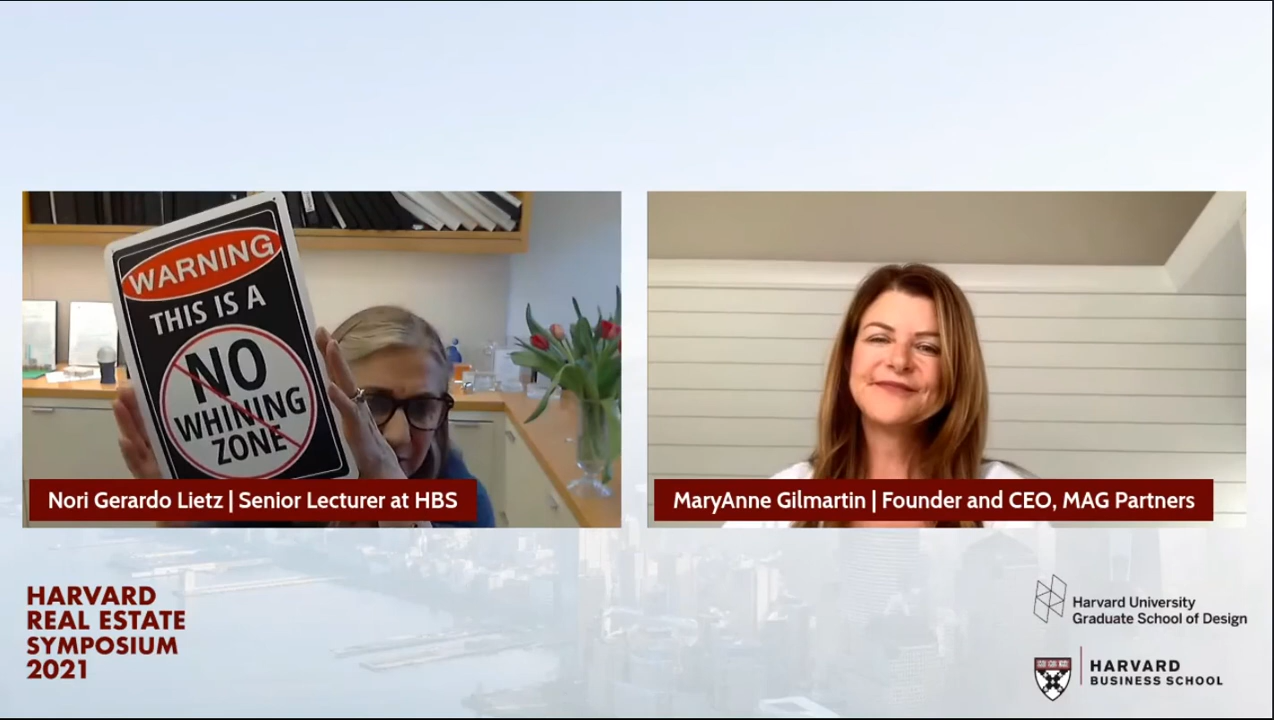 WARNING
THIS IS A
NO
WHINING
ZONE
Nori Gerardo Lietz | Senior Lecturer at HBS
MaryAnne Gilmartin | Founder and CEO, MAG Partners
HARVARD
REAL ESTATE
SYMPOSIUM
2021
Harvard University
Graduate School of Design
HARVARD
BUSINESS SCHOOL